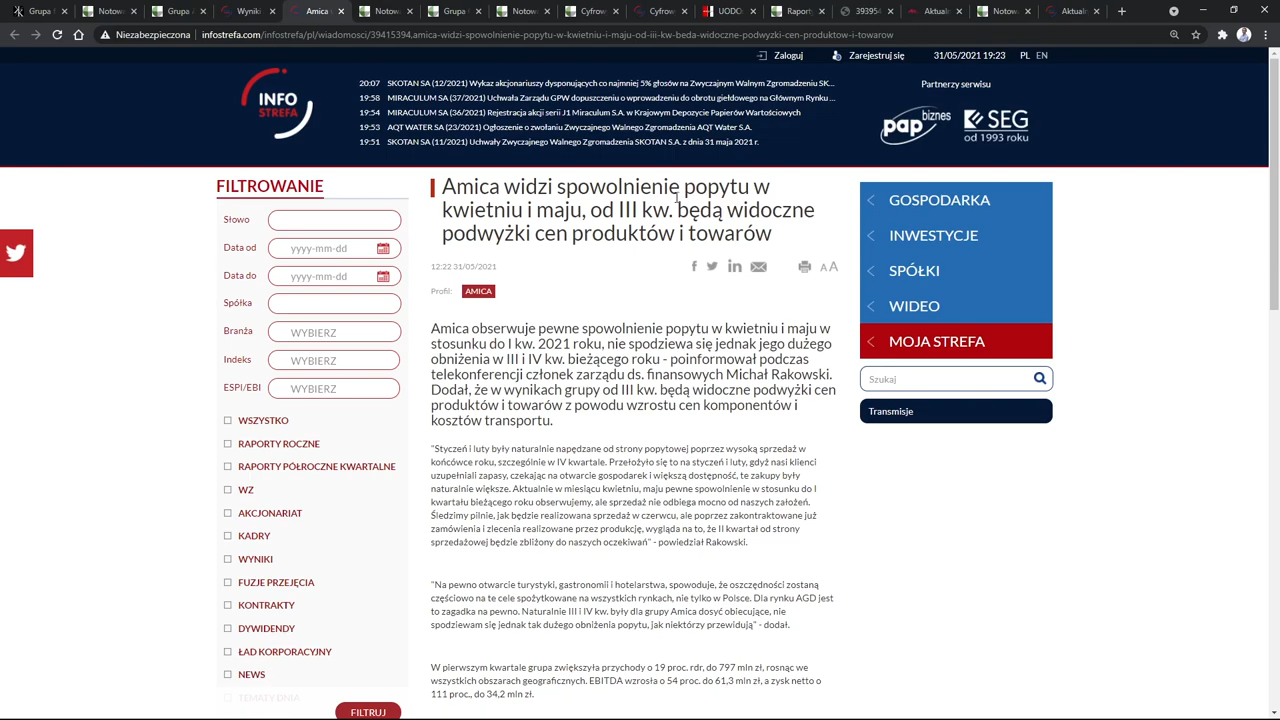 Grupa
Amica
UODO
Raporty
39394
Notow
Aktualn
Aktualn
Niezabezpieczona | infostrefa.com/infostrefa/pl/wiadomosci/39415394,amica-widzi-spowolnienie-popytu-w-kwietniu-i-maju-od-iii-kw-beda-widoczne-podwyzki-cen-produktow-i-towarow
Zaloguj
Zarejestruj się
31/05/2021 19:23
PL EN
INFO
STREFA
20:07 SKOTAN SA (12/2021) Wykaz akcjonariuszy dysponujących co najmniej 5% głosów na Zwyczajnym Walnym Zgromadzeniu SK...
19:58 MIRACULUM SA (37/2021) Uchwała Zarządu GPW dopuszczeniu o wprowadzeniu do obrotu giełdowego na Głównym Rynku ...
19:54 MIRACULUM SA (36/2021) Rejestracja akcji serii J1 Miraculum S.A. w Krajowym Depozycie Papierów Wartościowych
19:53 AQT WATER SA (23/2021) Ogłoszenie o zwołaniu Zwyczajnego Walnego Zgromadzenia AQT Water S.A.
19:51 SKOTAN SA (11/2021) Uchwały Zwyczajnego Walnego Zgromadzenia SKOTAN S.A. z dnia 31 maja 2021 r.
Partnerzy serwisu
pap biznes
SEG
od 1993 roku
FILTROWANIE
Słowo
Data od yyyy-mm-dd
Data do yyyy-mm-dd
Spółka
Branża WYBIERZ
Indeks WYBIERZ
ESPI/EBI WYBIERZ
WSZYSTKO
RAPORTY ROCZNE
RAPORTY PÓŁROCZNE KWARTALNE
WZ
AKCJONARIAT
KADRY
WYNIKI
FUZJE PRZEJĘCIA
KONTRAKTY
DYWIDENDY
ŁAD KORPORACYJNY
NEWS
TEMATY DNIA
FILTRUJ
Amica widzi spowolnienię popytu w
kwietniu i maju, od III kw. będą widoczne
podwyżki cen produktów i towarów
12:22 31/05/2021
A A
Profil: AMICA
Amica obserwuje pewne spowolnienie popytu w kwietniu i maju w
stosunku do I kw. 2021 roku, nie spodziewa się jednak jego dużego
obniżenia w III i IV kw. bieżącego roku - poinformował podczas
telekonferencji członek zarządu ds. finansowych Michał Rakowski.
Dodał, że w wynikach grupy od III kw. będą widoczne podwyżki cen
produktów i towarów z powodu wzrostu cen komponentów i
kosztów transportu.
"Styczeń i luty były naturalnie napędzane od strony popytowej poprzez wysoką sprzedaż w
końcówce roku, szczególnie w IV kwartale. Przełożyło się to na styczeń i luty, gdyż nasi klienci
uzupełniali zapasy, czekając na otwarcie gospodarek i większą dostępność, te zakupy były
naturalnie większe. Aktualnie w miesiącu kwietniu, maju pewne spowolnienie w stosunku do I
kwartału bieżącego roku obserwujemy, ale sprzedaż nie odbiega mocno od naszych założeń.
Śledzimy pilnie, jak będzie realizowana sprzedaż w czerwcu, ale poprzez zakontraktowane już
zamówienia i zlecenia realizowane przez produkcję, wygląda na to, że II kwartał od strony
sprzedażowej będzie zbliżony do naszych oczekiwań" - powiedział Rakowski.
"Na pewno otwarcie turystyki, gastronomii i hotelarstwa, spowoduje, że oszczędności zostaną
częściowo na te cele spożytkowane na wszystkich rynkach, nie tylko w Polsce. Dla rynku AGD jest
to zagadka na pewno. Naturalnie III i IV kw. były dla grupy Amica dosyć obiecujące, nie
spodziewam się jednak tak dużego obniżenia popytu, jak niektórzy przewidują" - dodał.
W pierwszym kwartale grupa zwiększyła przychody o 19 proc. rdr, do 797 mln zł, rosnąc we
wszystkich obszarach geograficznych. EBITDA wzrosła o 54 proc. do 61,3 mln zł, a zysk netto o
111 proc., do 34,2 mln zł.
GOSPODARKA
INWESTYCJE
SPÓŁKI
WIDEO
MOJA STREFA
Szukaj
Transmisje